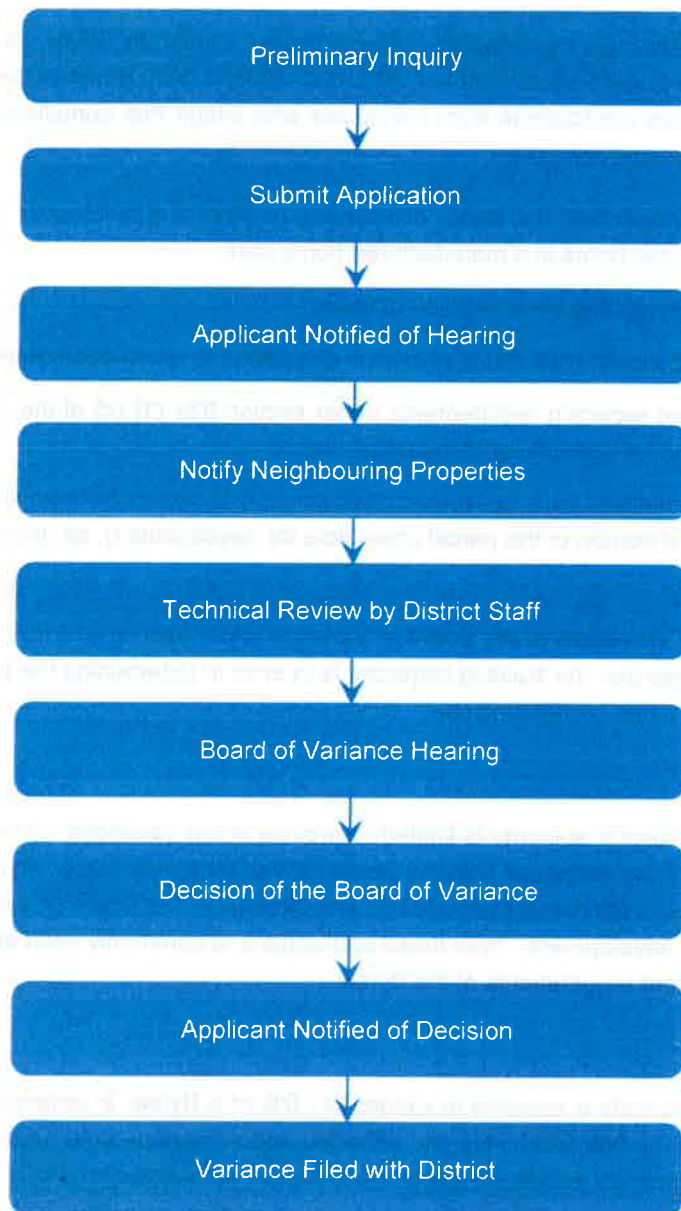 Preliminary Inquiry
Submit Application
Applicant Notified of Hearing
Notify Neighbouring Properties
Technical Review by District Staff
Board of Variance Hearing
Decision of the Board of Variance
Applicant Notified of Decision
Variance Filed with District